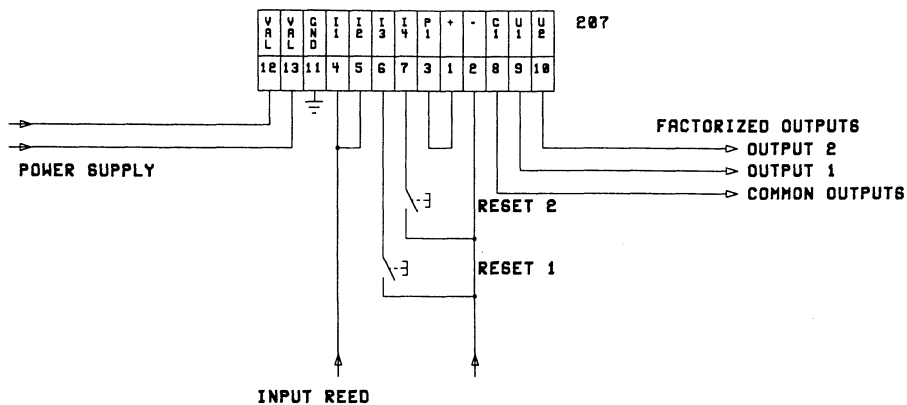 VAL VAL GND I1 I2 I3 I4 P1 + - C1 U1 U2 207
12 13 11 4 5 6 7 3 1 2 8 9 10
FACTORIZED OUTPUTS
OUTPUT 2
POWER SUPPLY
OUTPUT 1
COMMON OUTPUTS
RESET 2
RESET 1
INPUT REED